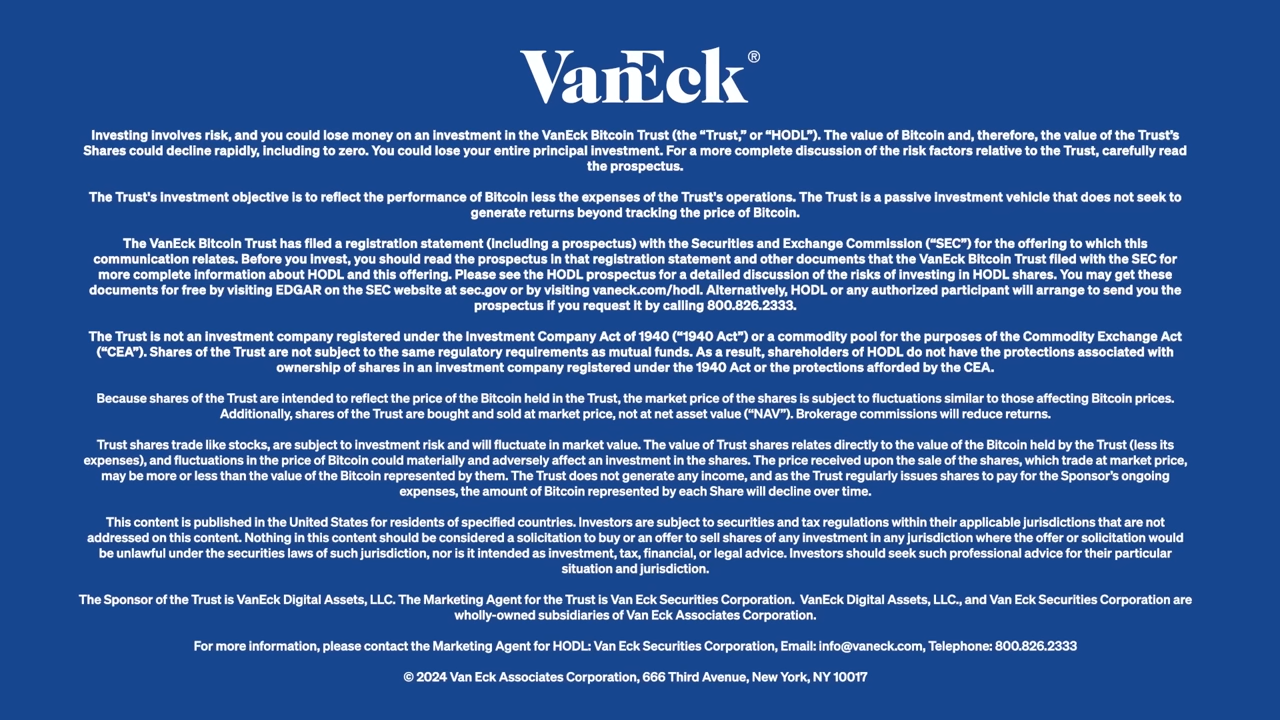 VanEck®
Investing involves risk, and you could lose money on an investment in the VanEck Bitcoin Trust (the “Trust,” or “HODL”). The value of Bitcoin and, therefore, the value of the Trust’s
Shares could decline rapidly, including to zero. You could lose your entire principal investment. For a more complete discussion of the risk factors relative to the Trust, carefully read
the prospectus.
The Trust's investment objective is to reflect the performance of Bitcoin less the expenses of the Trust’s operations. The Trust is a passive investment vehicle that does not seek to
generate returns beyond tracking the price of Bitcoin.
The VanEck Bitcoin Trust has filed a registration statement (including a prospectus) with the Securities and Exchange Commission (“SEC”) for the offering to which this
communication relates. Before you invest, you should read the prospectus in that registration statement and other documents that the VanEck Bitcoin Trust filed with the SEC for
more complete information about HODL and this offering. Please see the HODL prospectus for a detailed discussion of the risks of investing in HODL shares. You may get these
documents for free by visiting EDGAR on the SEC website at sec.gov or by visiting vaneck.com/hodl. Alternatively, HODL or any authorized participant will arrange to send you the
prospectus if you request it by calling 800.826.2333.
The Trust is not an investment company registered under the Investment Company Act of 1940 (“1940 Act”) or a commodity pool for the purposes of the Commodity Exchange Act
(“CEA”). Shares of the Trust are not subject to the same regulatory requirements as mutual funds. As a result, shareholders of HODL do not have the protections associated with
ownership of shares in an investment company registered under the 1940 Act or the protections afforded by the CEA.
Because shares of the Trust are intended to reflect the price of the Bitcoin held in the Trust, the market price of the shares is subject to fluctuations similar to those affecting Bitcoin prices.
Additionally, shares of the Trust are bought and sold at market price, not at net asset value (“NAV”). Brokerage commissions will reduce returns.
Trust shares trade like stocks, are subject to investment risk and will fluctuate in market value. The value of Trust shares relates directly to the value of the Bitcoin held by the Trust (less its
expenses), and fluctuations in the price of Bitcoin could materially and adversely affect an investment in the shares. The price received upon the sale of the shares, which trade at market price,
may be more or less than the value of the Bitcoin represented by them. The Trust does not generate any income, and as the Trust regularly issues shares to pay for the Sponsor’s ongoing
expenses, the amount of Bitcoin represented by each Share will decline over time.
This content is published in the United States for residents of specified countries. Investors are subject to securities and tax regulations within their applicable jurisdictions that are not
addressed on this content. Nothing in this content should be considered a solicitation to buy or an offer to sell shares of any investment in any jurisdiction where the offer or solicitation would
be unlawful under the securities laws of such jurisdiction, nor is it intended as investment, tax, financial, or legal advice. Investors should seek such professional advice for their particular
situation and jurisdiction.
The Sponsor of the Trust is VanEck Digital Assets, LLC. The Marketing Agent for the Trust is Van Eck Securities Corporation.  VanEck Digital Assets, LLC., and Van Eck Securities Corporation are
wholly-owned subsidiaries of Van Eck Associates Corporation.
For more information, please contact the Marketing Agent for HODL: Van Eck Securities Corporation, Email: info@vaneck.com, Telephone: 800.826.2333
© 2024 Van Eck Associates Corporation, 666 Third Avenue, New York, NY 10017